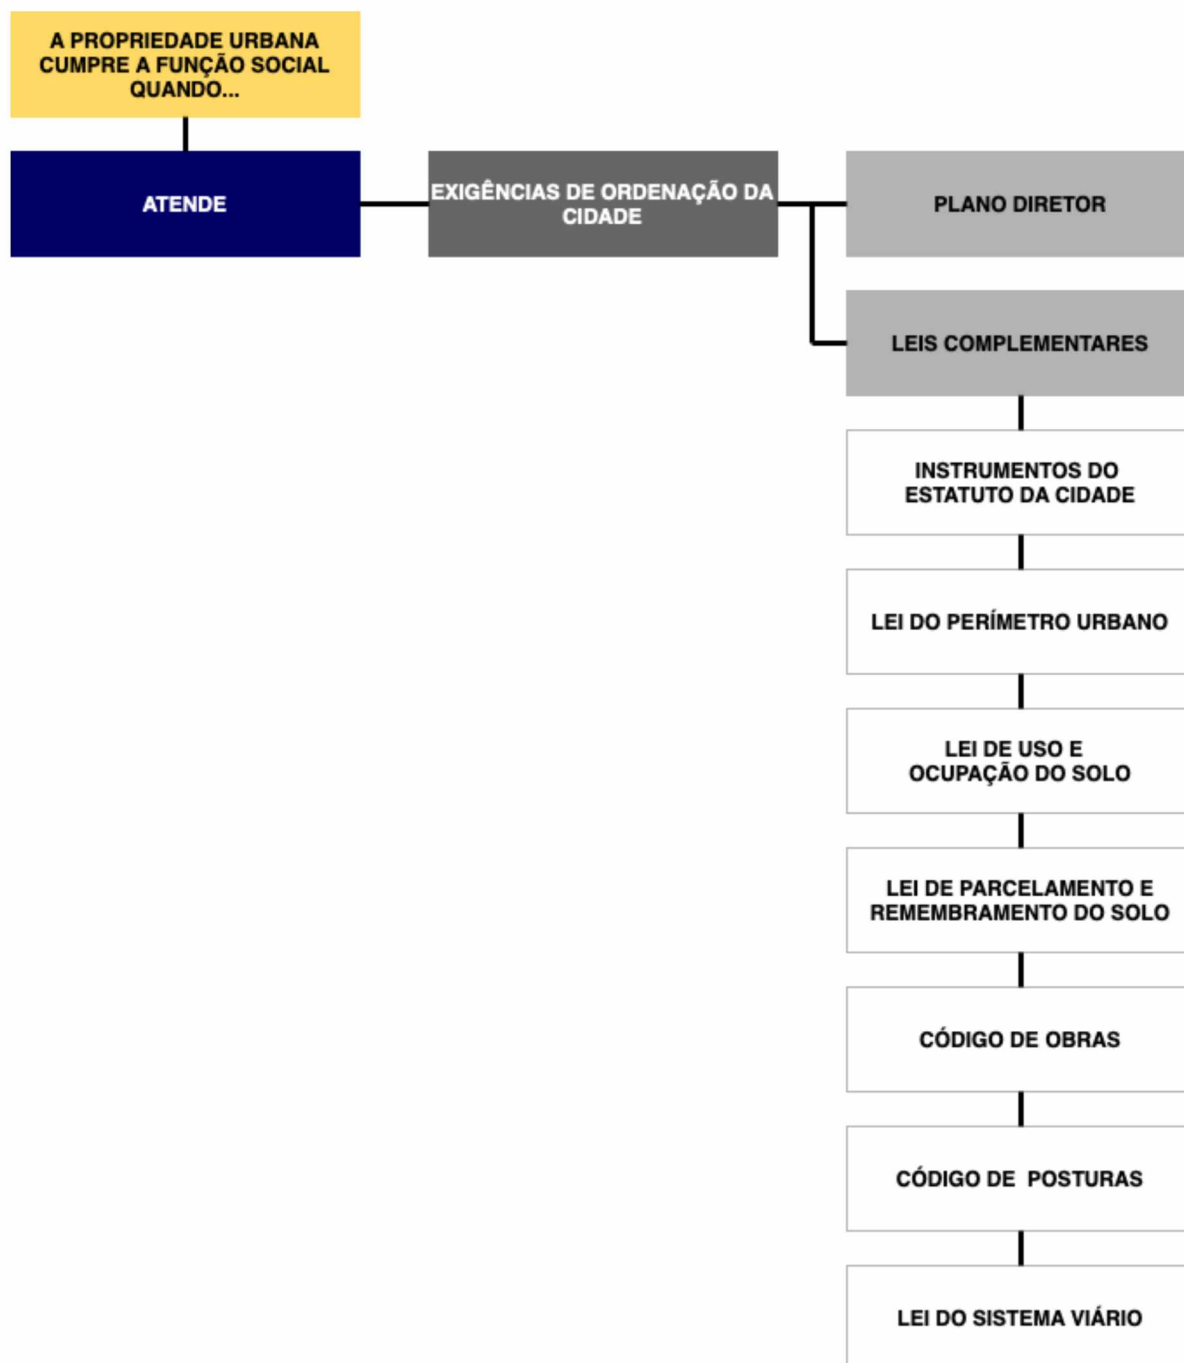 A PROPRIEDADE URBANA
CUMPRE A FUNÇÃO SOCIAL
QUANDO...
ATENDE
EXIGÊNCIAS DE ORDENAÇÃO DA
CIDADE
PLANO DIRETOR
LEIS COMPLEMENTARES
INSTRUMENTOS DO
ESTATUTO DA CIDADE
LEI DO PERÍMETRO URBANO
LEI DE USO E
OCUPAÇÃO DO SOLO
LEI DE PARCELAMENTO E
REMEMBRAMENTO DO SOLO
CÓDIGO DE OBRAS
CÓDIGO DE POSTURAS
LEI DO SISTEMA VIÁRIO